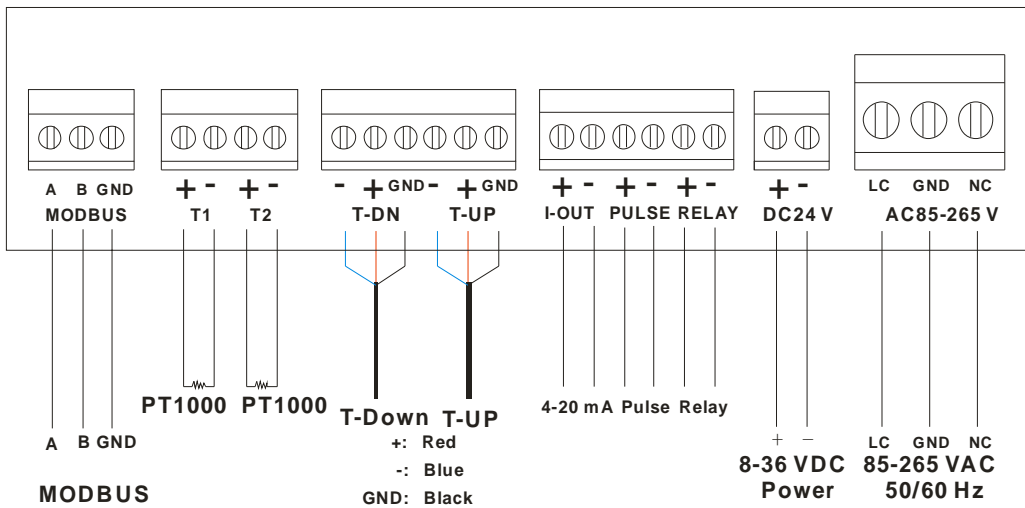 A B GND + - + - - + GND - + GND + - + - + - + - LC GND NC
MODBUS T1 T2 T-DN T-UP I-OUT PULSE RELAY DC24 V AC85-265 V
PT1000 PT1000 T-Down T-UP 4-20 mA Pulse Relay
+: Red
-: Blue
GND: Black
A B GND
MODBUS
+ -
8-36 VDC
Power
LC GND NC
85-265 VAC
50/60 Hz